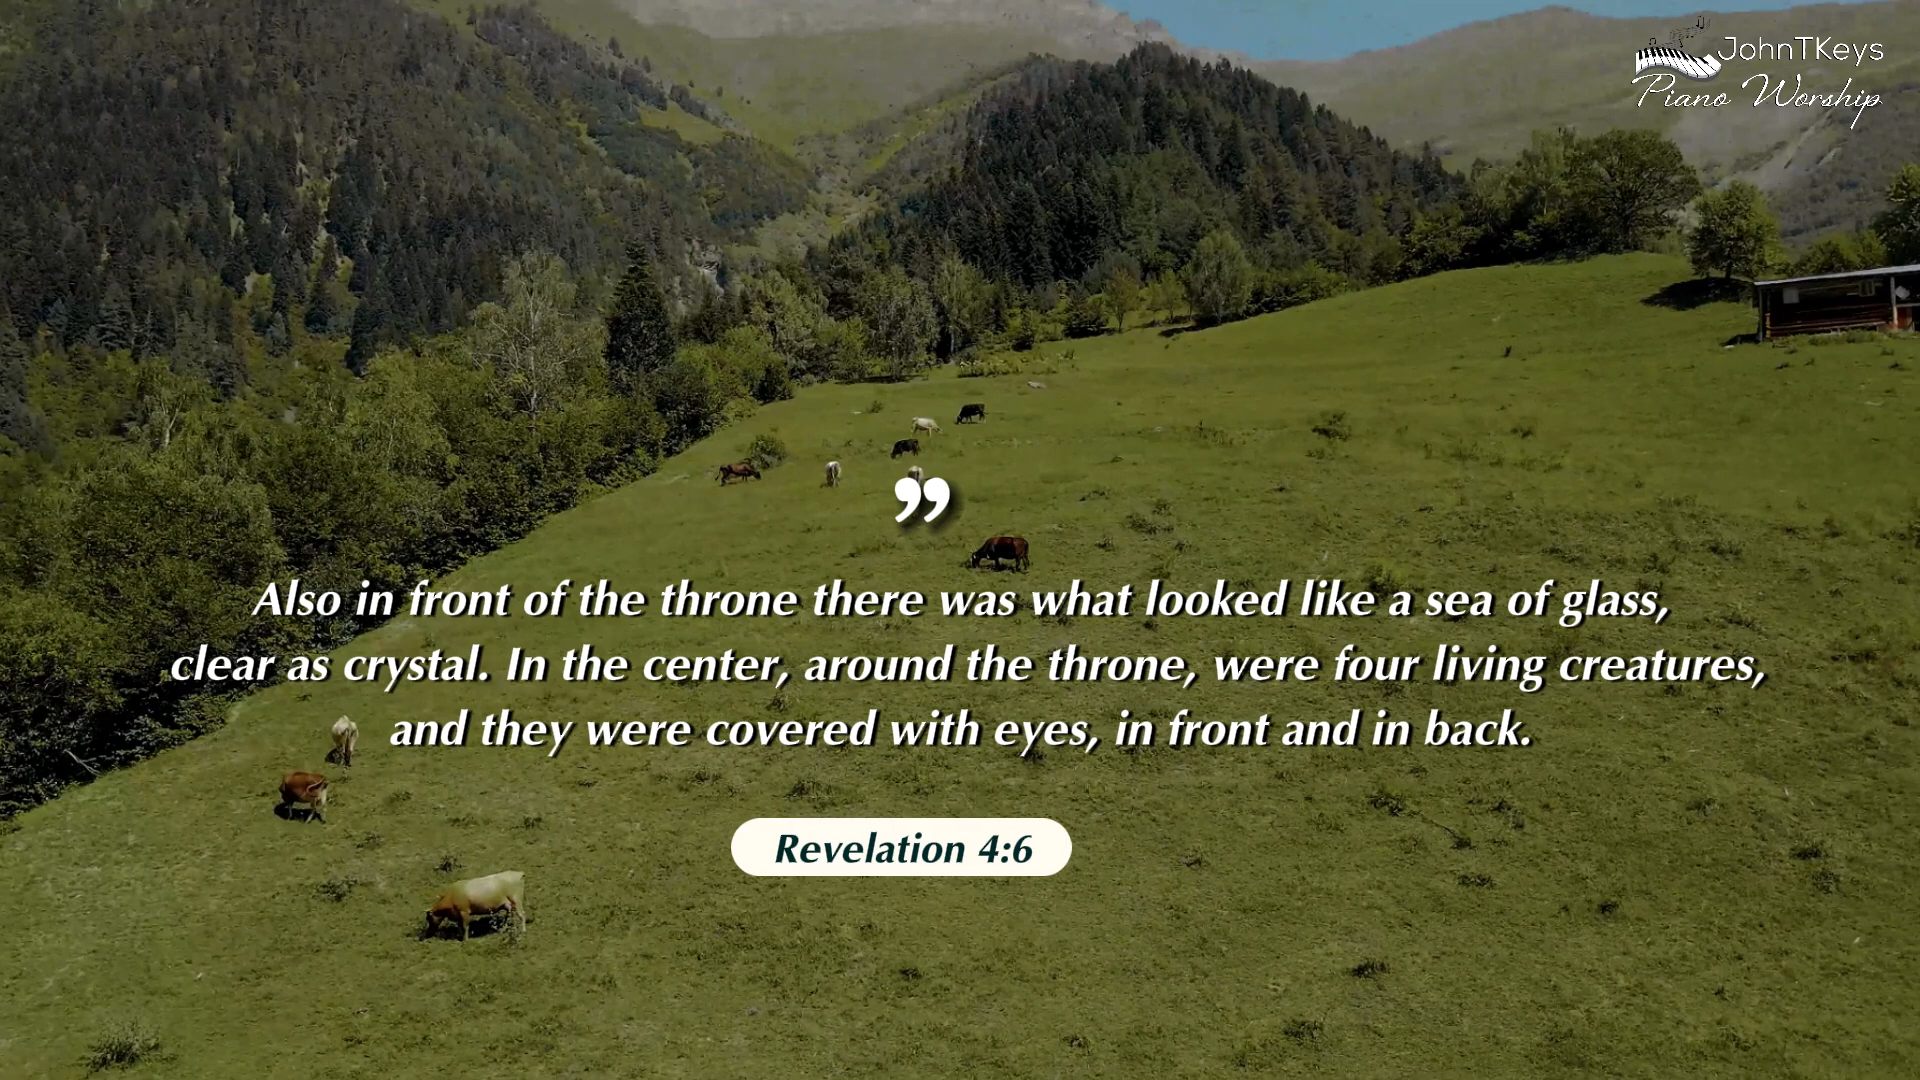 JohnTKeys
Piano Worship
”
Also in front of the throne there was what looked like a sea of glass,
clear as crystal. In the center, around the throne, were four living creatures,
and they were covered with eyes, in front and in back.
Revelation 4:6